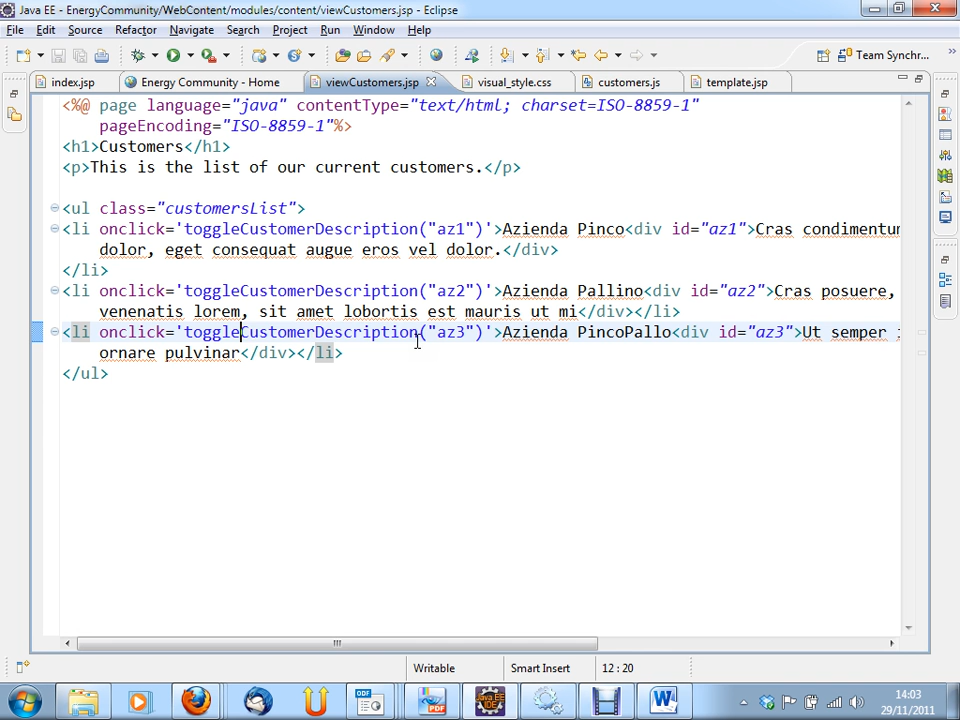 Java EE - EnergyCommunity/WebContent/modules/content/viewCustomers.jsp - Eclipse
File Edit Source Refactor Navigate Search Project Run Window Help
Team Synchr...
index.jsp Energy Community - Home viewCustomers.jsp visual_style.css customers.js template.jsp
<%@ page language="java" contentType="text/html; charset=ISO-8859-1"
pageEncoding="ISO-8859-1"%>
<h1>Customers</h1>
<p>This is the list of our current customers.</p>
<ul class="customersList">
<li onclick='toggleCustomerDescription("az1")'>Azienda Pinco<div id="az1">Cras condimentum
dolor, eget consequat augue eros vel dolor.</div>
</li>
<li onclick='toggleCustomerDescription("az2")'>Azienda Pallino<div id="az2">Cras posuere,
venenatis lorem, sit amet lobortis est mauris ut mi</div></li>
<li onclick='toggleCustomerDescription("az3")'>Azienda PincoPallo<div id="az3">Ut semper
ornare pulvinar</div></li>
</ul>
Writable Smart Insert 12 : 20
ODF PDF Java EE IDE W 14:03
29/11/2011